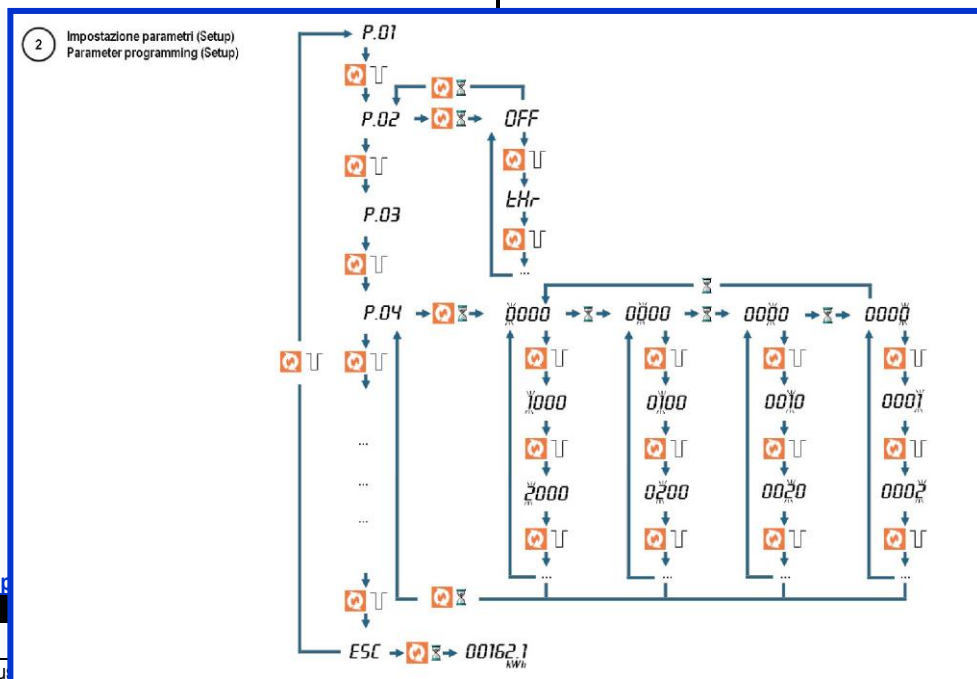 2
Impostazione parametri (Setup)
Parameter programming (Setup)
P.01
P.02
OFF
tHr
P.03
...
P.04
0000
0000
0000
0000
1000
0100
0010
0001
...
2000
0200
0020
0002
...
...
... ... ... ...
ESC
00162.1
kWh